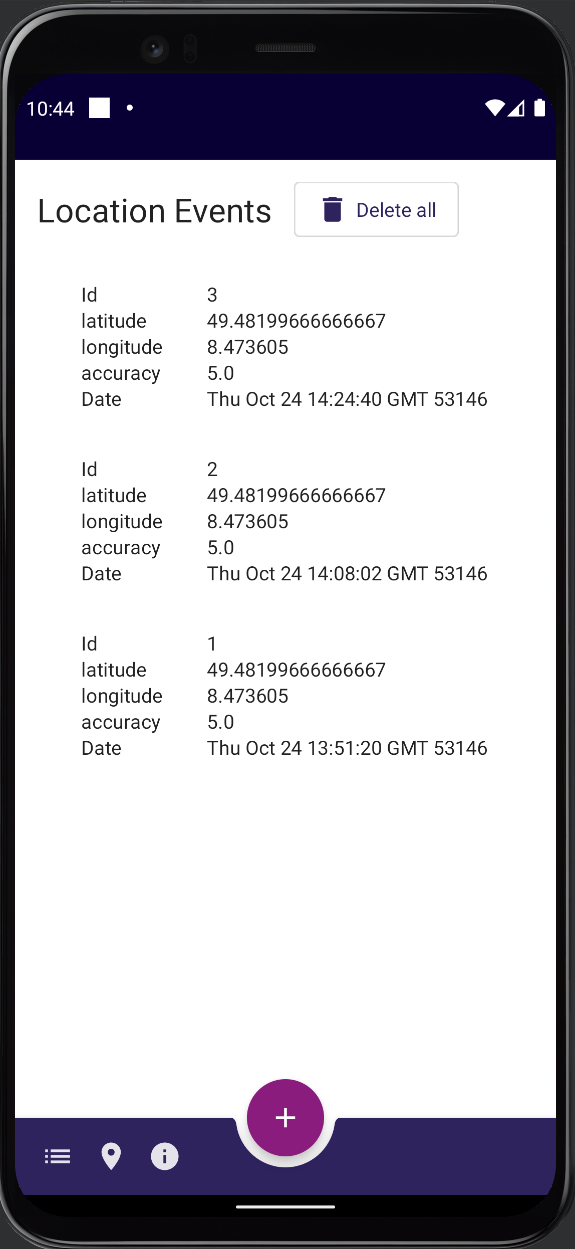 10:44
Location Events
Delete all
Id 3
latitude 49.48199666666667
longitude 8.473605
accuracy 5.0
Date Thu Oct 24 14:24:40 GMT 53146
Id 2
latitude 49.48199666666667
longitude 8.473605
accuracy 5.0
Date Thu Oct 24 14:08:02 GMT 53146
Id 1
latitude 49.48199666666667
longitude 8.473605
accuracy 5.0
Date Thu Oct 24 13:51:20 GMT 53146